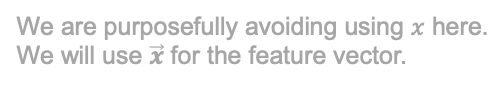 We are purposefully avoiding using x here.
We will use x⃗ for the feature vector.